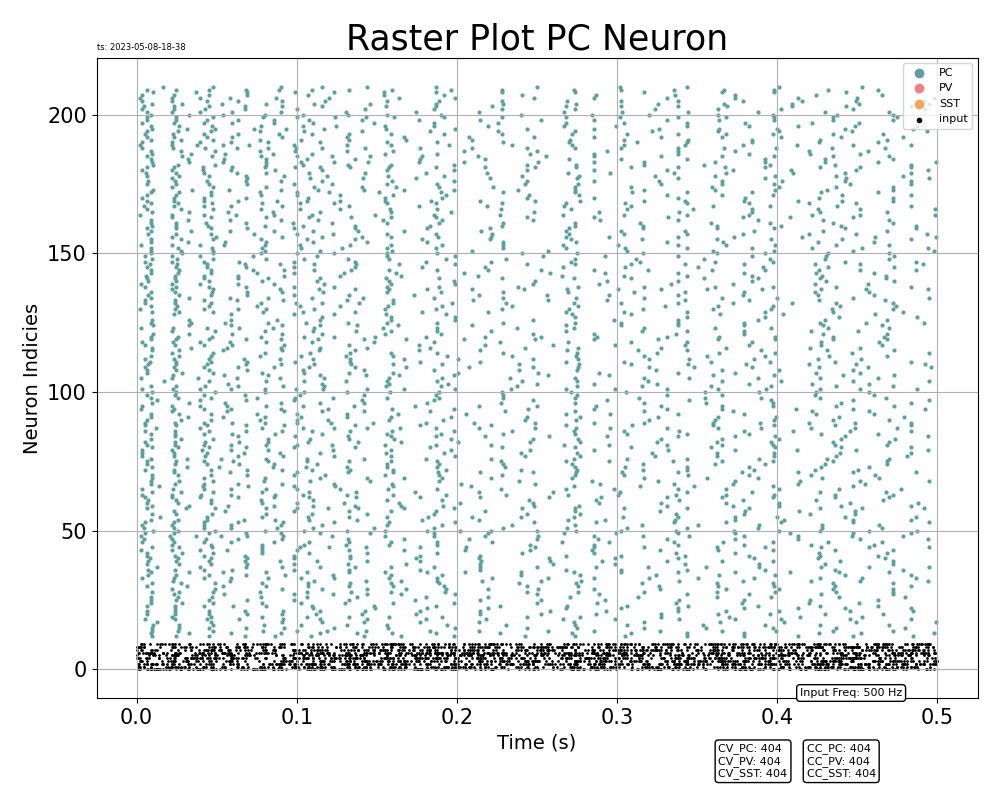 Raster Plot PC Neuron
ts: 2023-05-08-18-38
PC
PV
SST
input
200
150
100
50
0
Neuron Indicies
0.0 0.1 0.2 0.3 0.4 0.5
Time (s)
Input Freq: 500 Hz
CV_PC: 404
CV_PV: 404
CV_SST: 404
CC_PC: 404
CC_PV: 404
CC_SST: 404